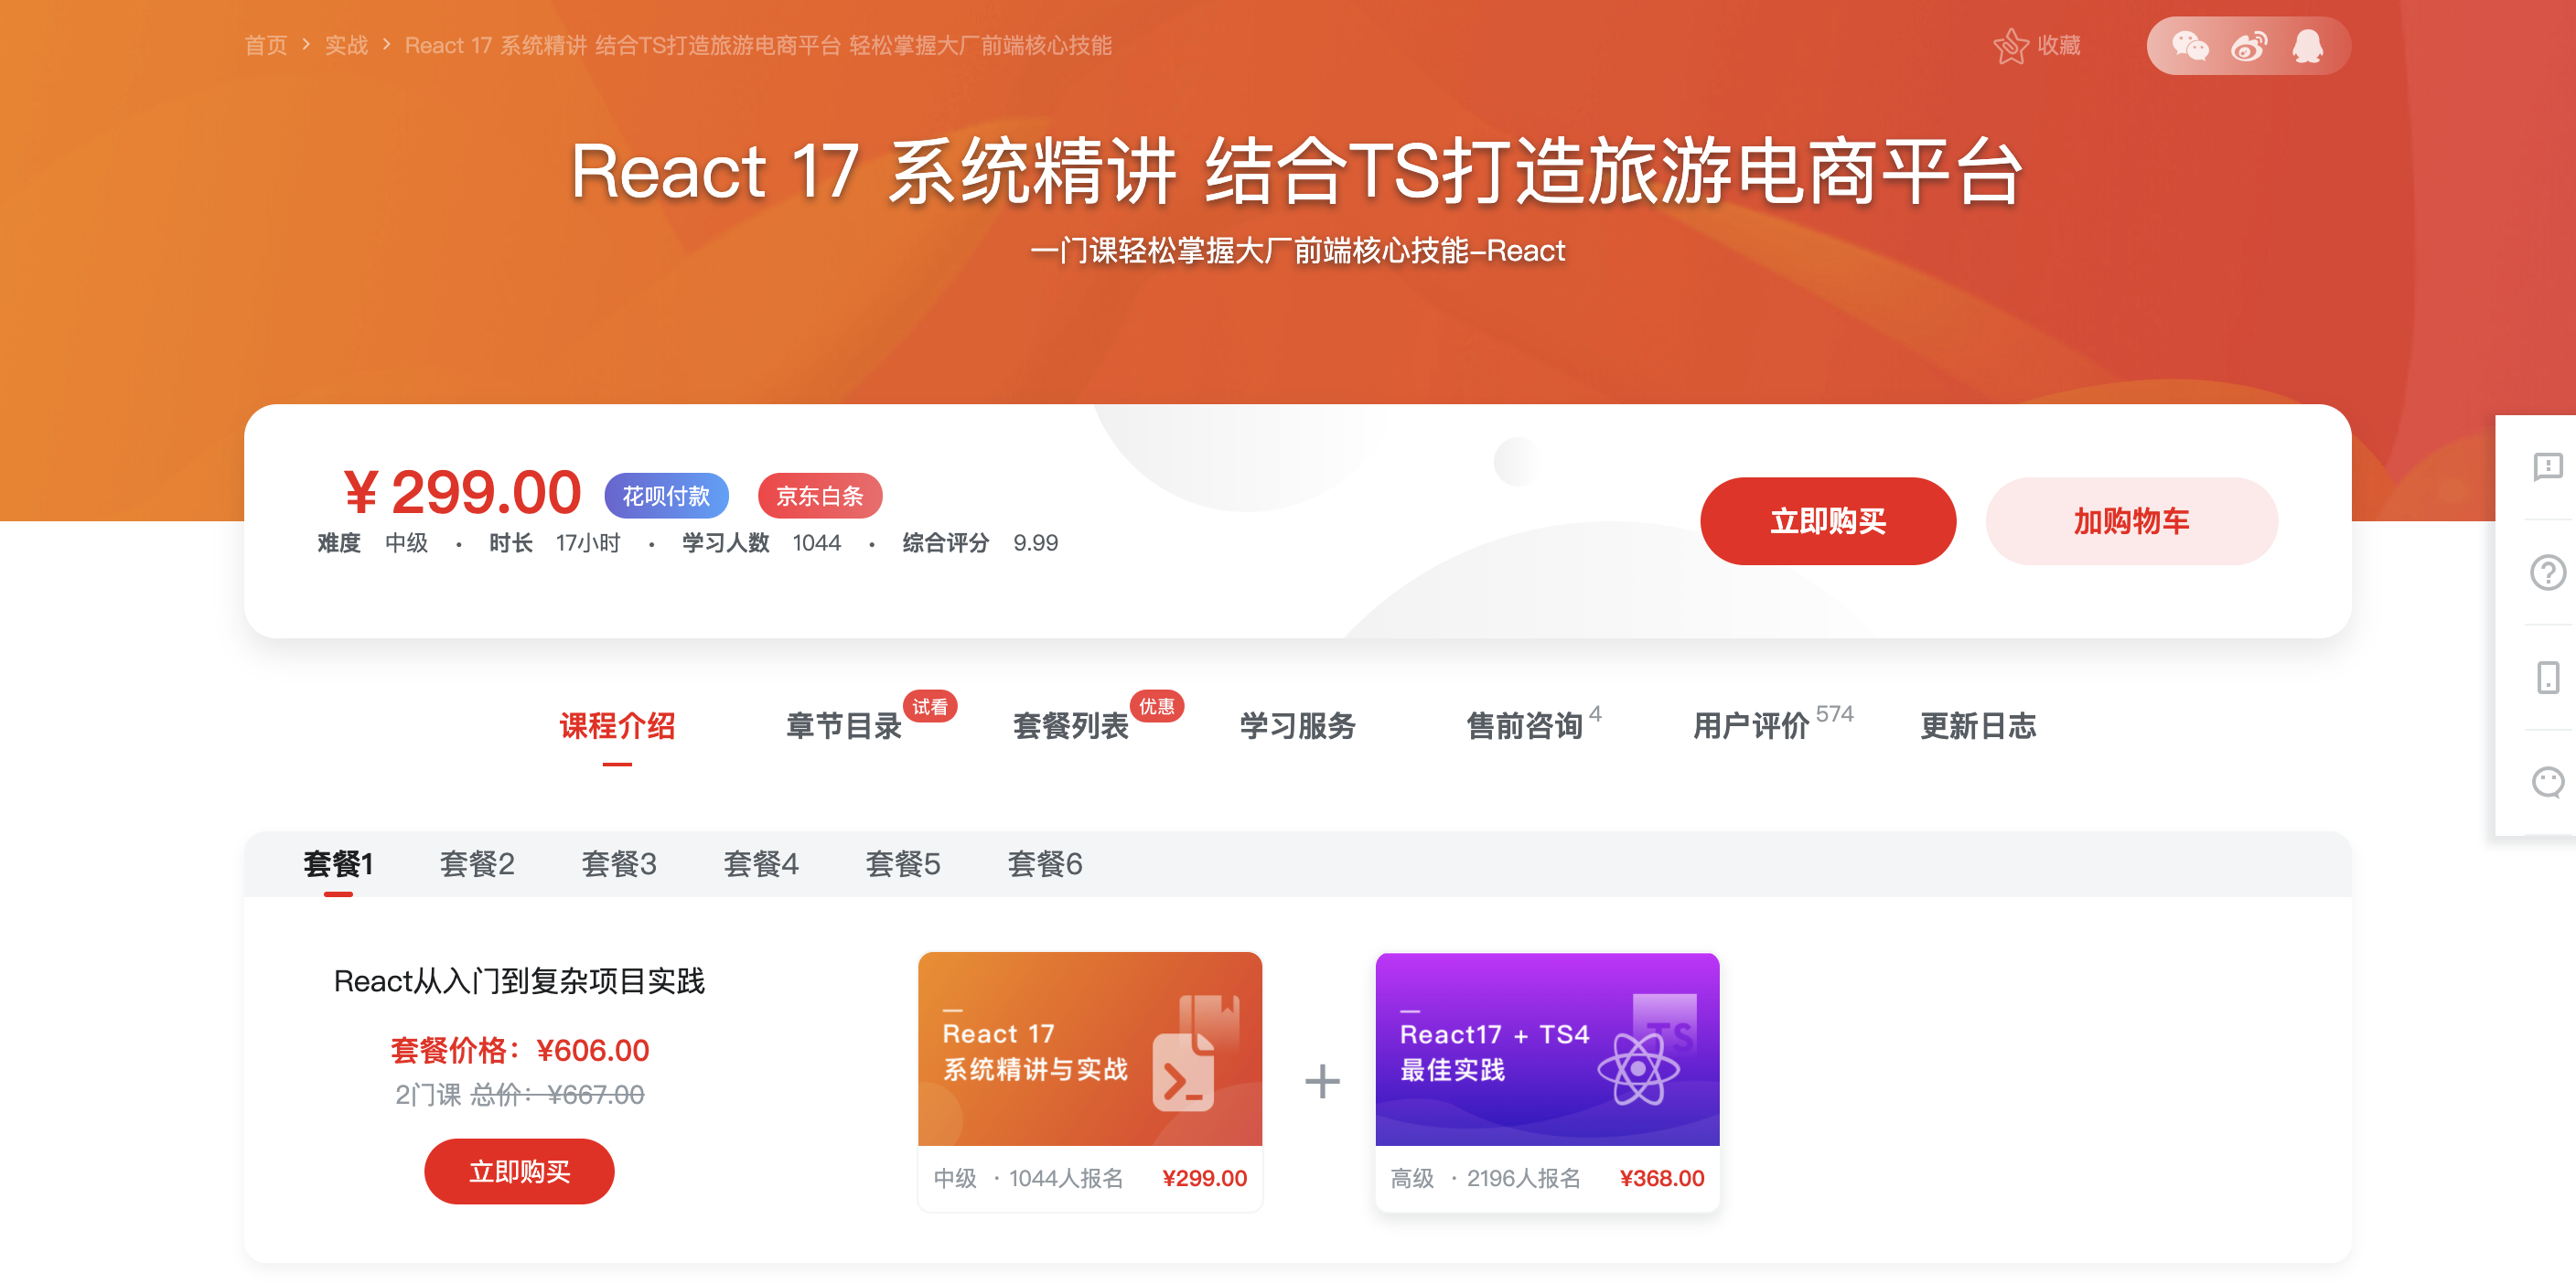 首页 > 实战 > React 17 系统精讲 结合TS打造旅游电商平台 轻松掌握大厂前端核心技能
收藏
React 17 系统精讲 结合TS打造旅游电商平台
一门课轻松掌握大厂前端核心技能-React
¥ 299.00 花呗付款 京东白条
难度 中级 · 时长 17小时 · 学习人数 1044 · 综合评分 9.99
立即购买 加购物车
课程介绍 章节目录 试看 套餐列表 优惠 学习服务 售前咨询 4 用户评价 574 更新日志
套餐1 套餐2 套餐3 套餐4 套餐5 套餐6
React从入门到复杂项目实践
套餐价格：¥606.00
2门课 总价：¥667.00
立即购买
React 17
系统精讲与实战
中级 · 1044人报名 ¥299.00
+
TS
React17 + TS4
最佳实践
高级 · 2196人报名 ¥368.00